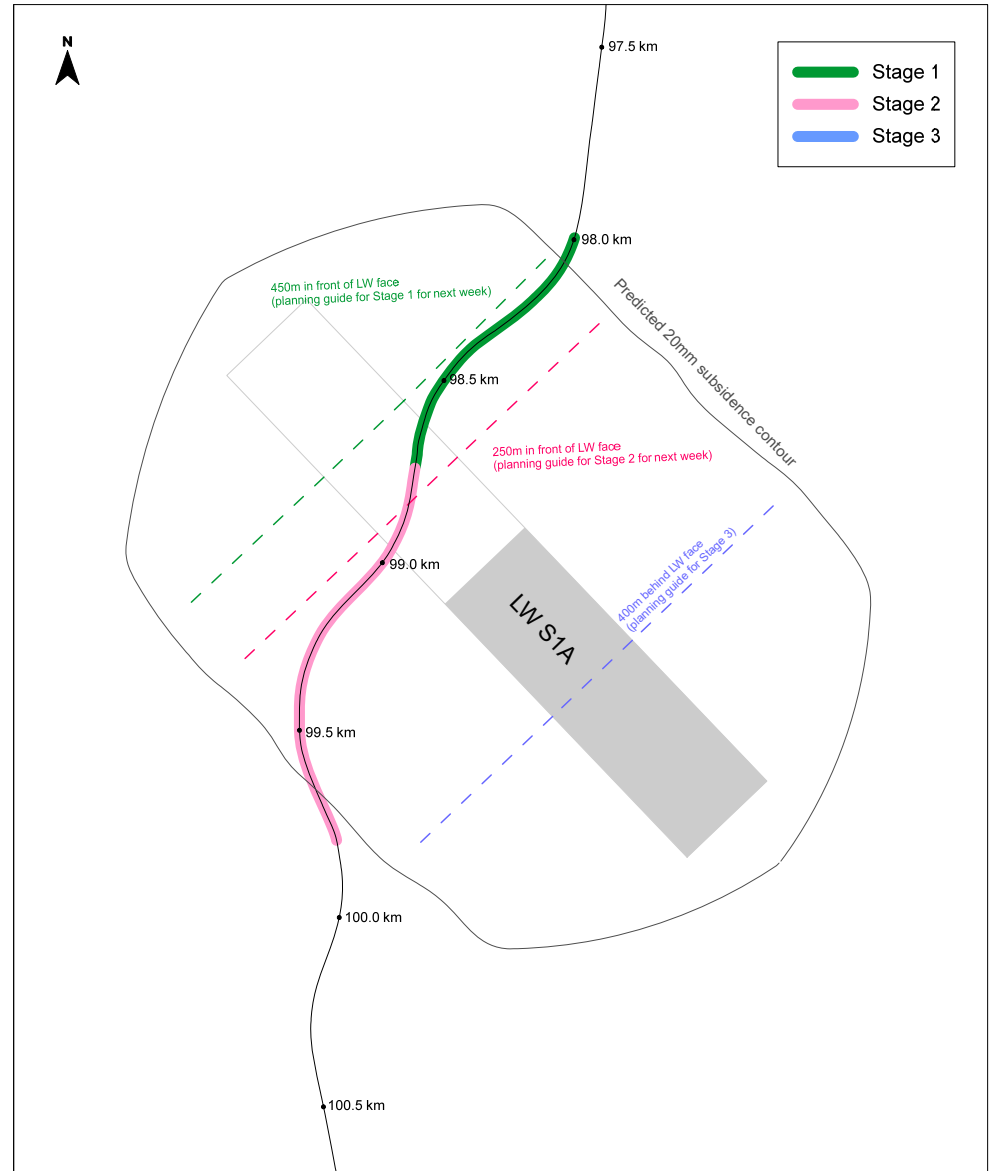 N
97.5 km
Stage 1
Stage 2
Stage 3
98.0 km
450m in front of LW face
(planning guide for Stage 1 for next week)
Predicted 20mm subsidence contour
98.5 km
250m in front of LW face
(planning guide for Stage 2 for next week)
400m behind LW face
(planning guide for Stage 3)
99.0 km
LW S1A
99.5 km
100.0 km
100.5 km